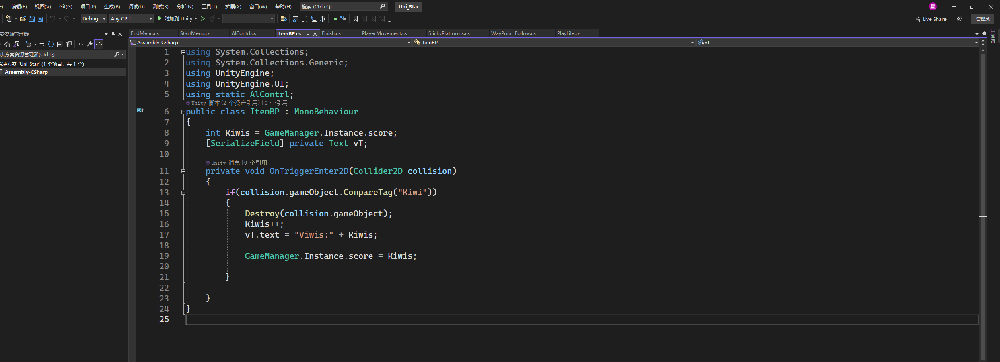 编辑(E) 视图(V) Git(G) 项目(P) 生成(B) 调试(D) 测试(S) 分析(N) 工具(T) 扩展(X) 窗口(W) 帮助(H) 搜索 (Ctrl+Q) Uni_Star 星
Debug Any CPU 附加到 Unity Live Share 管理员
案资源管理器
EndMenu.cs StartMenu.cs AlContrl.cs ItemBP.cs Finish.cs PlayerMovement.cs StickyPlatforms.cs WayPoint_Follow.cs PlayLife.cs
工具箱
Assembly-CSharp ItemBP vT
决方案资源管理器(Ctrl+;)
解决方案 'Uni_Star' (1 个项目，共 1 个)
Assembly-CSharp
1 using System.Collections;
2 using System.Collections.Generic;
3 using UnityEngine;
4 using UnityEngine.UI;
5 using static AlContrl;
Unity 脚本(2 个资产引用)|0 个引用
6 public class ItemBP : MonoBehaviour
7 {
8 int Kiwis = GameManager.Instance.score;
9 [SerializeField] private Text vT;
10
Unity 消息|0 个引用
11 private void OnTriggerEnter2D(Collider2D collision)
12 {
13 if(collision.gameObject.CompareTag("Kiwi"))
14 {
15 Destroy(collision.gameObject);
16 Kiwis++;
17 vT.text = "Viwis:" + Kiwis;
18
19 GameManager.Instance.score = Kiwis;
20
21 }
22
23 }
24 }
25